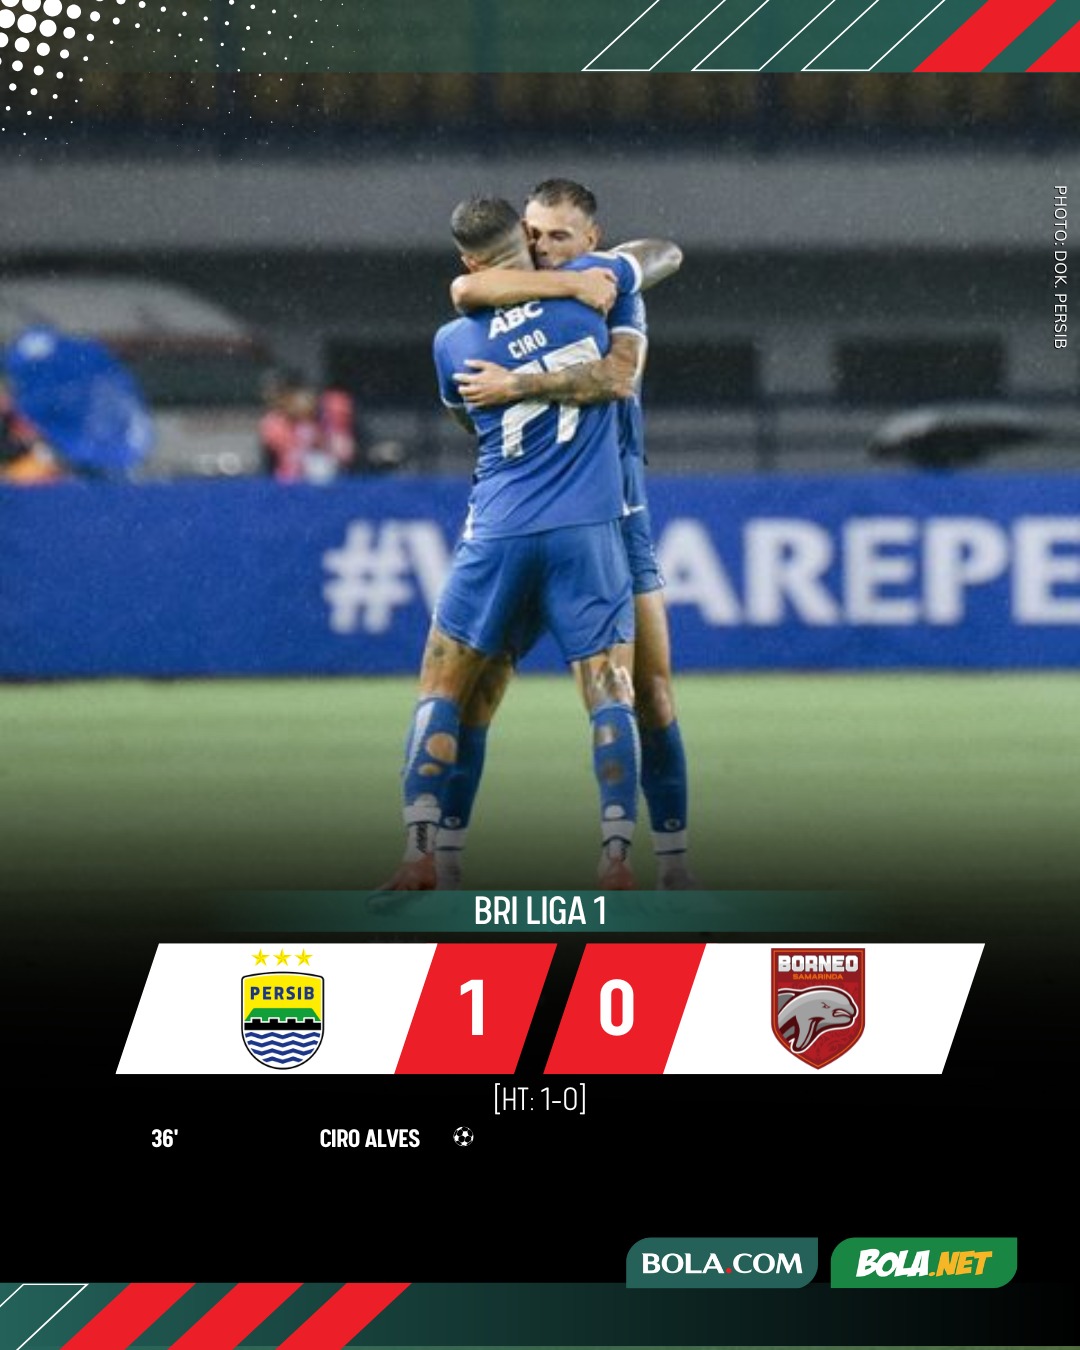 PHOTO: DOK. PERSIB
ABC
CIRO
77
#W AREPE
BRI LIGA 1
PERSIB
1
0
BORNEO
SAMARINDA
[HT: 1-0]
36' CIRO ALVES
BOLA.COM
BOLA.NET